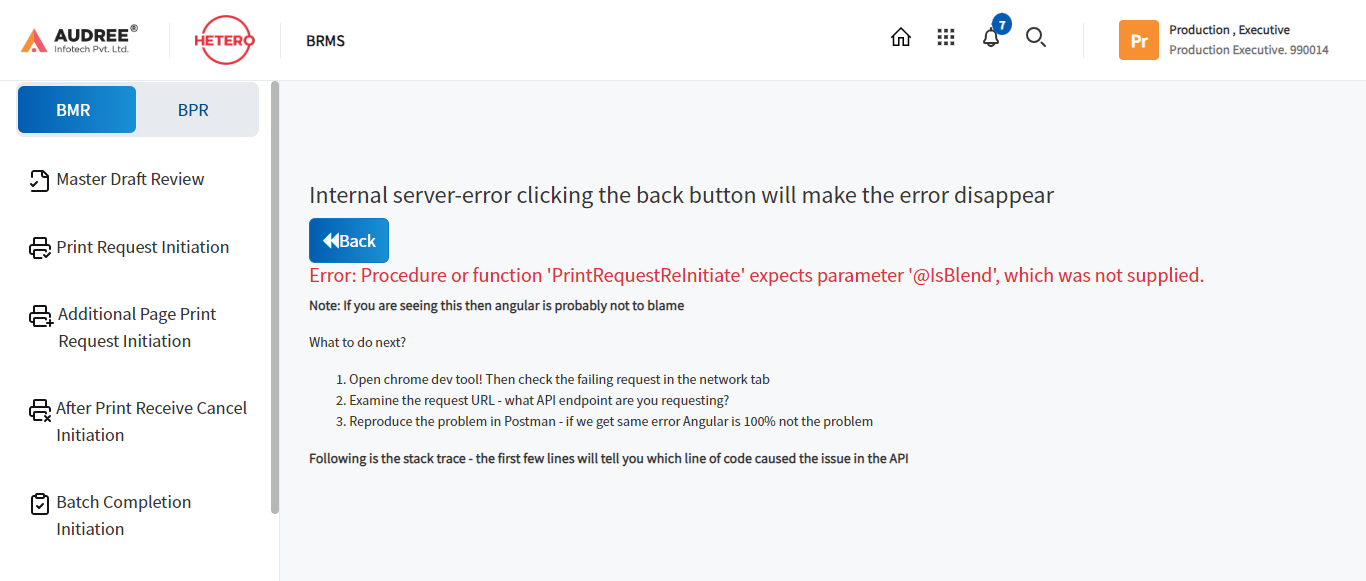 AUDREE®
Infotech Pvt. Ltd.
HETERO
BRMS
7
Pr
Production , Executive
Production Executive. 990014
BMR
BPR
Master Draft Review
Print Request Initiation
Additional Page Print
Request Initiation
After Print Receive Cancel
Initiation
Batch Completion
Initiation
Internal server-error clicking the back button will make the error disappear
Back
Error: Procedure or function 'PrintRequestReInitiate' expects parameter '@IsBlend', which was not supplied.
Note: If you are seeing this then angular is probably not to blame
What to do next?
1. Open chrome dev tool! Then check the failing request in the network tab
2. Examine the request URL - what API endpoint are you requesting?
3. Reproduce the problem in Postman - if we get same error Angular is 100% not the problem
Following is the stack trace - the first few lines will tell you which line of code caused the issue in the API